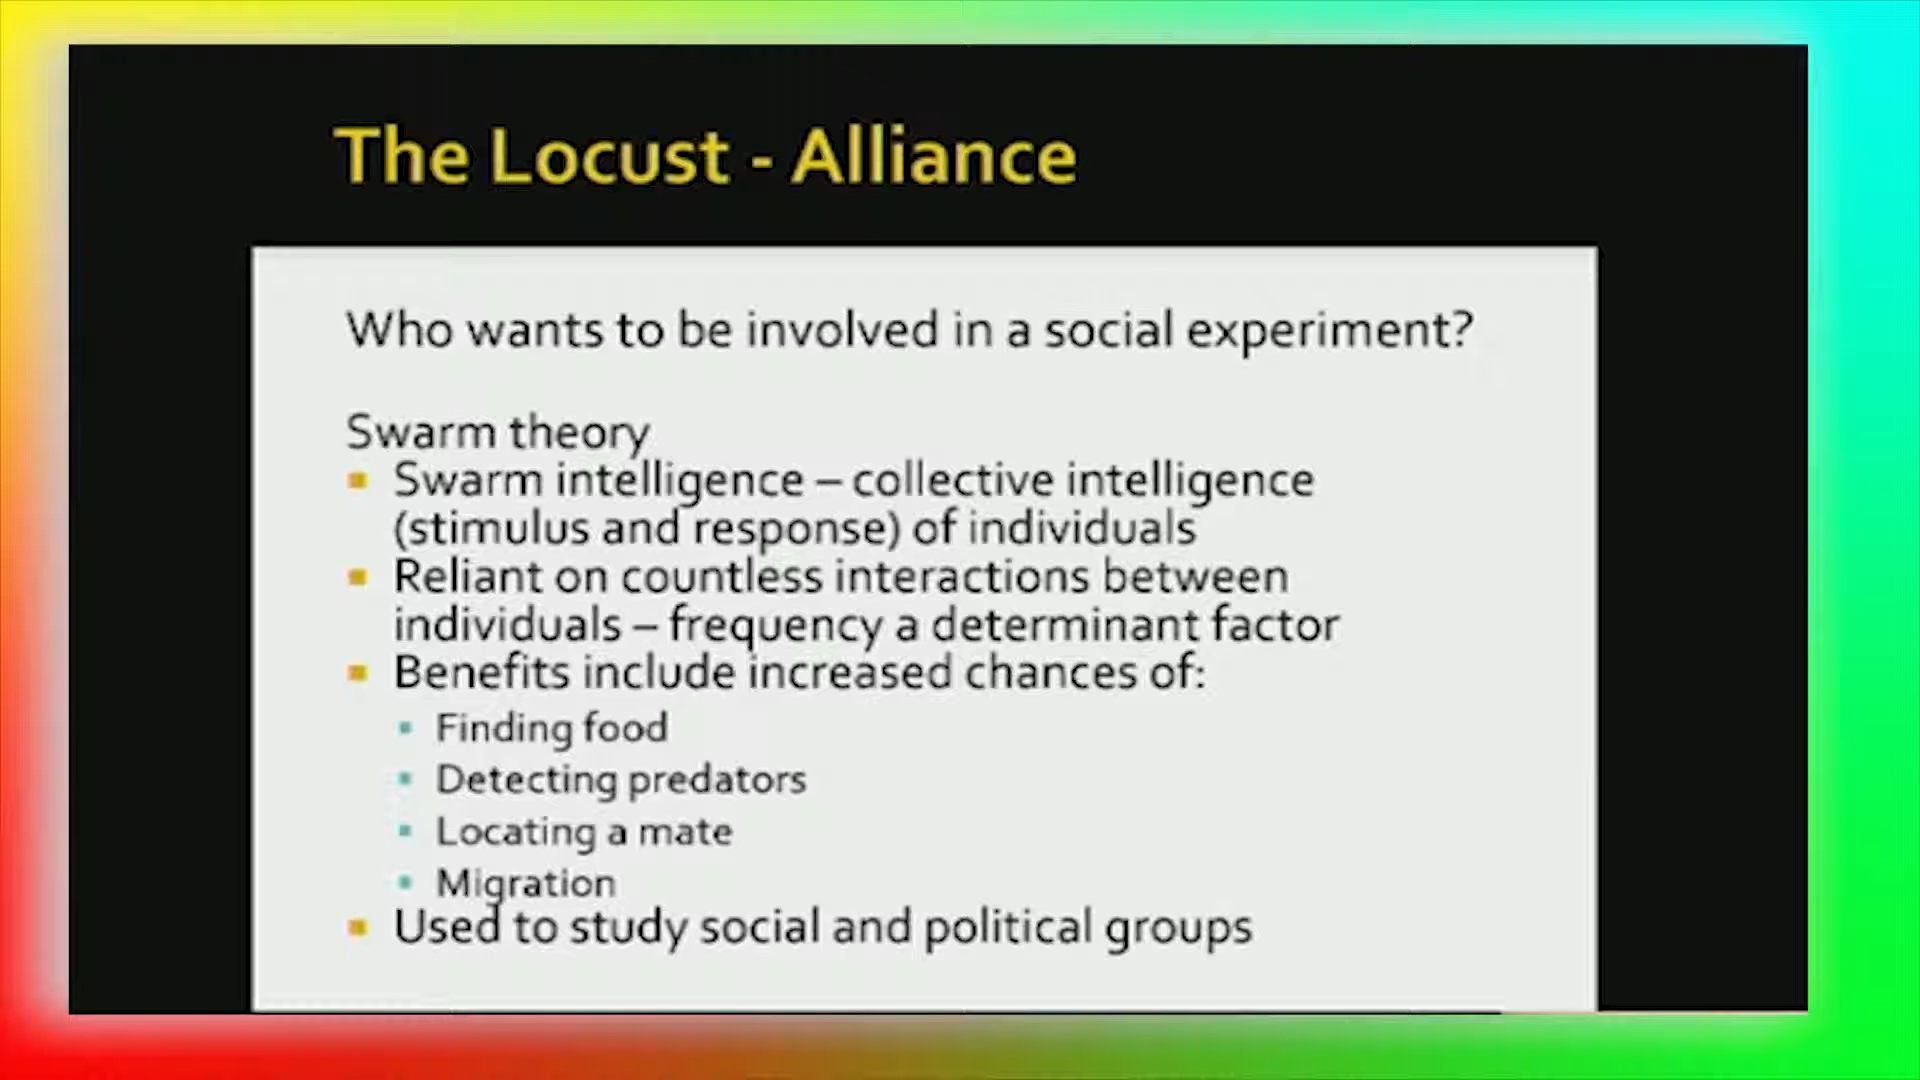 The Locust - Alliance
Who wants to be involved in a social experiment?
Swarm theory
Swarm intelligence – collective intelligence
(stimulus and response) of individuals
Reliant on countless interactions between
individuals – frequency a determinant factor
Benefits include increased chances of:
Finding food
Detecting predators
Locating a mate
Migration
Used to study social and political groups